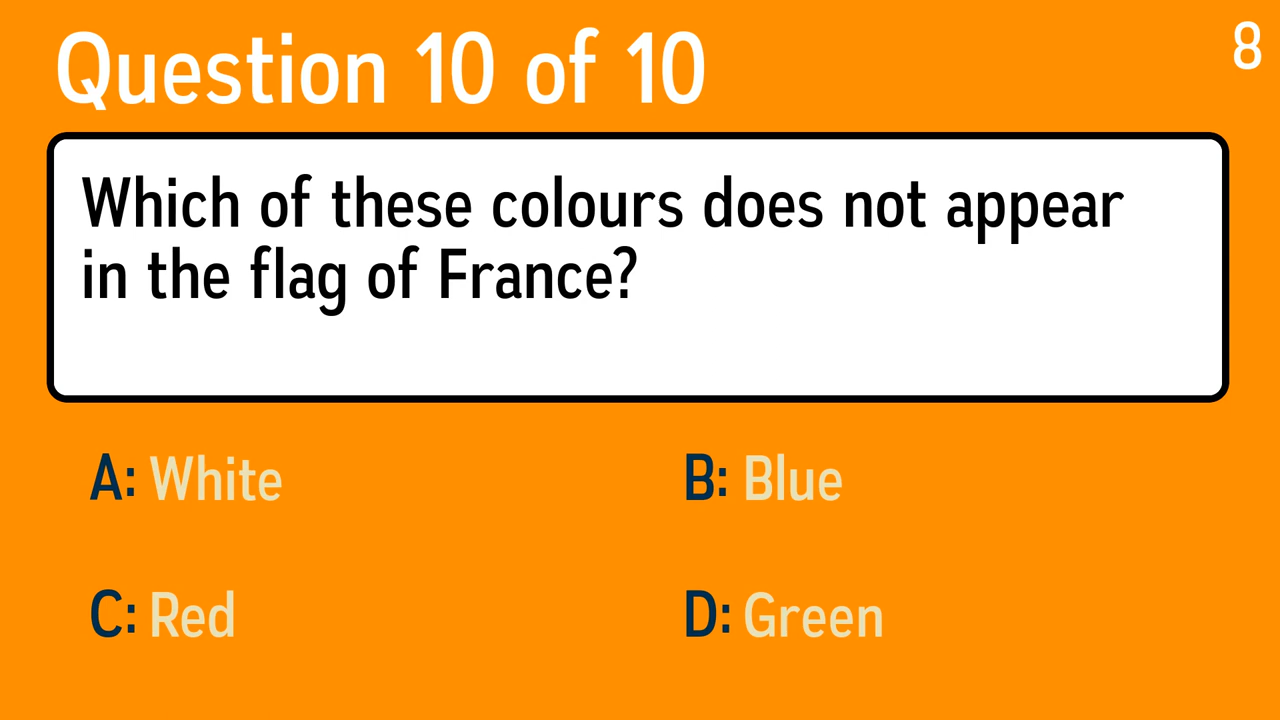 Question 10 of 10
8
Which of these colours does not appear
in the flag of France?
A: White
B: Blue
C: Red
D: Green